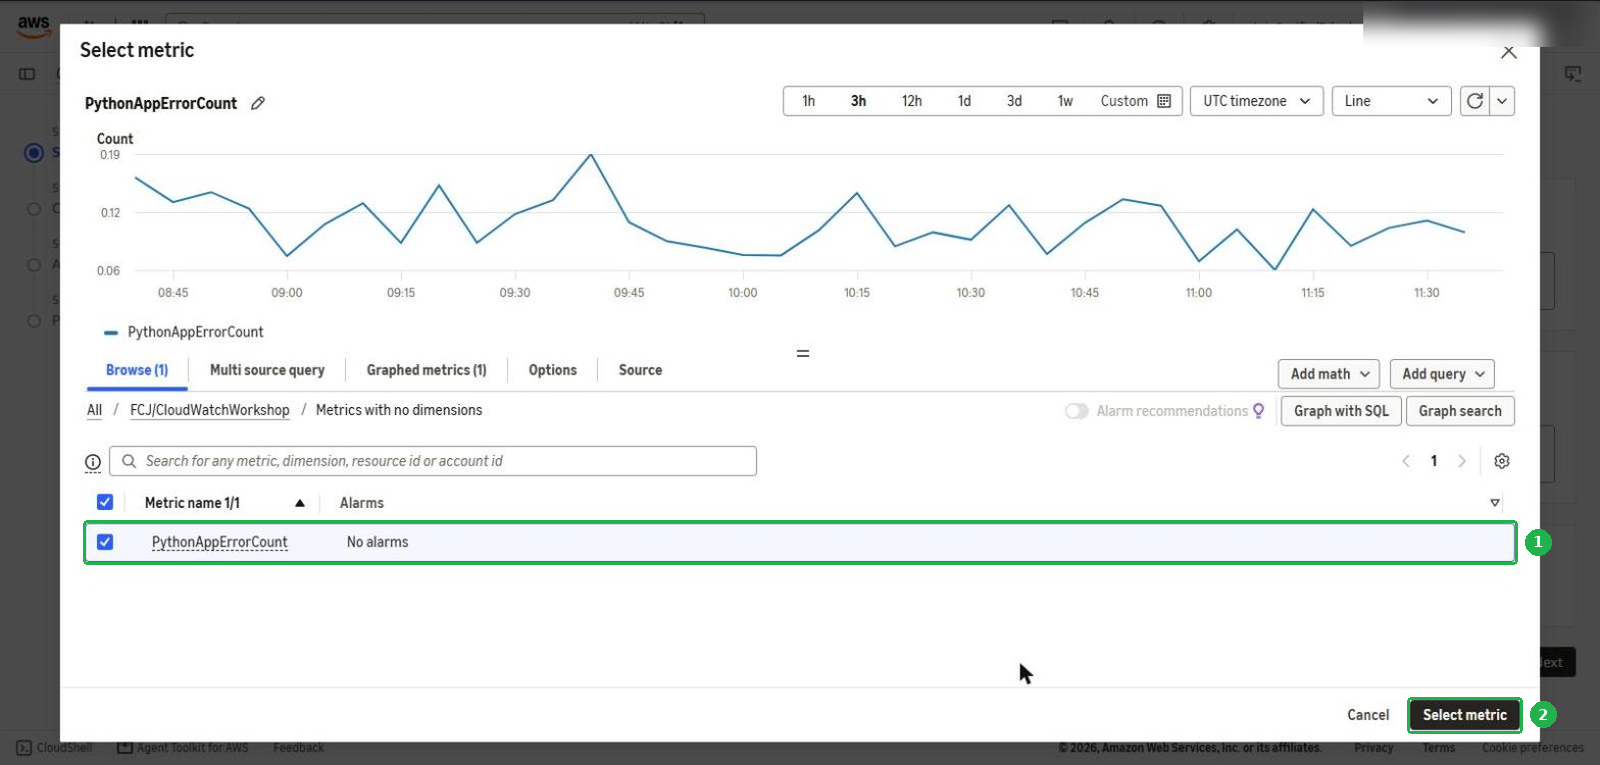 aws
Select metric
PythonAppErrorCount
1h 3h 12h 1d 3d 1w Custom UTC timezone Line
Count
0.19
0.12
0.06
08:45 09:00 09:15 09:30 09:45 10:00 10:15 10:30 10:45 11:00 11:15 11:30
PythonAppErrorCount
Browse (1) Multi source query Graphed metrics (1) Options Source Add math Add query
All / FCJ/CloudWatchWorkshop / Metrics with no dimensions Alarm recommendations Graph with SQL Graph search
Search for any metric, dimension, resource id or account id 1
Metric name 1/1 Alarms
PythonAppErrorCount No alarms 1
Cancel Select metric 2
CloudShell Agent Toolkit for AWS Feedback © 2026, Amazon Web Services, Inc. or its affiliates. Privacy Terms Cookie preferences